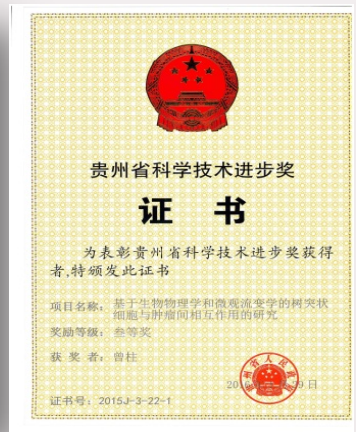 贵州省科学技术进步奖
证书
为表彰贵州省科学技术进步奖获得
者,特颁发此证书
项目名称：基于生物物理学和微观流变学的树突状
细胞与肿瘤间相互作用的研究
奖励等级：叁等奖
获奖者：曾柱
证书号：2015J-3-22-1